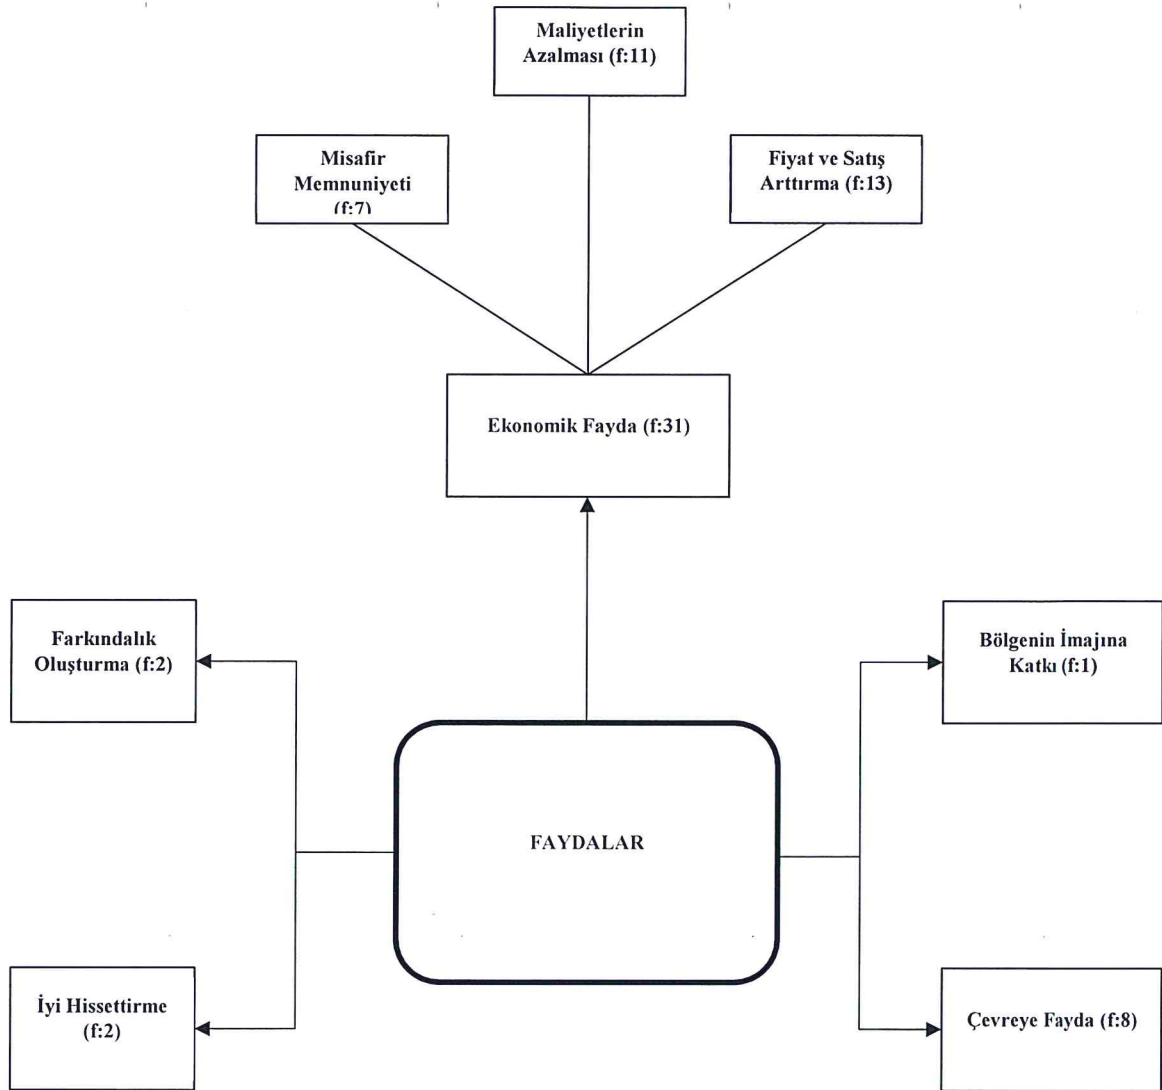 Maliyetlerin
Azalması (f:11)
Misafir
Memnuniyeti
(f:7)
Fiyat ve Satış
Arttırma (f:13)
Ekonomik Fayda (f:31)
Farkındalık
Oluşturma (f:2)
Bölgenin İmajına
Katkı (f:1)
FAYDALAR
İyi Hissettirme
(f:2)
Çevreye Fayda (f:8)